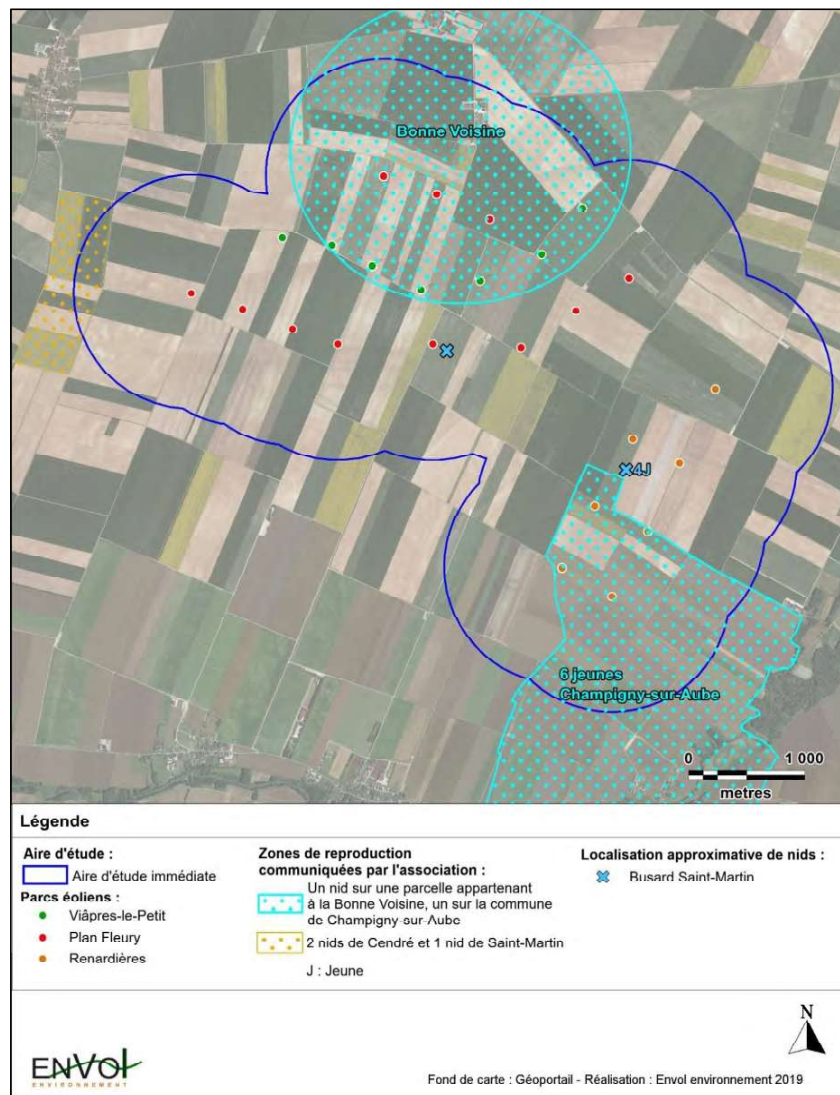 Bonne Voisine
4J
6 jeunes
Champigny-sur-Aube
0 1 000
metres
Légende
Aire d'étude :
Aire d'étude immédiate
Parcs éoliens :
Viâpres-le-Petit
Plan Fleury
Renardières
Zones de reproduction
communiquées par l'association :
Un nid sur une parcelle appartenant
à la Bonne Voisine, un sur la commune
de Champigny-sur-Aube
2 nids de Cendré et 1 nid de Saint-Martin
J : Jeune
Localisation approximative de nids :
Busard Saint-Martin
N
ENVOL
ENVIRONNEMENT
Fond de carte : Géoportail - Réalisation : Envol environnement 2019